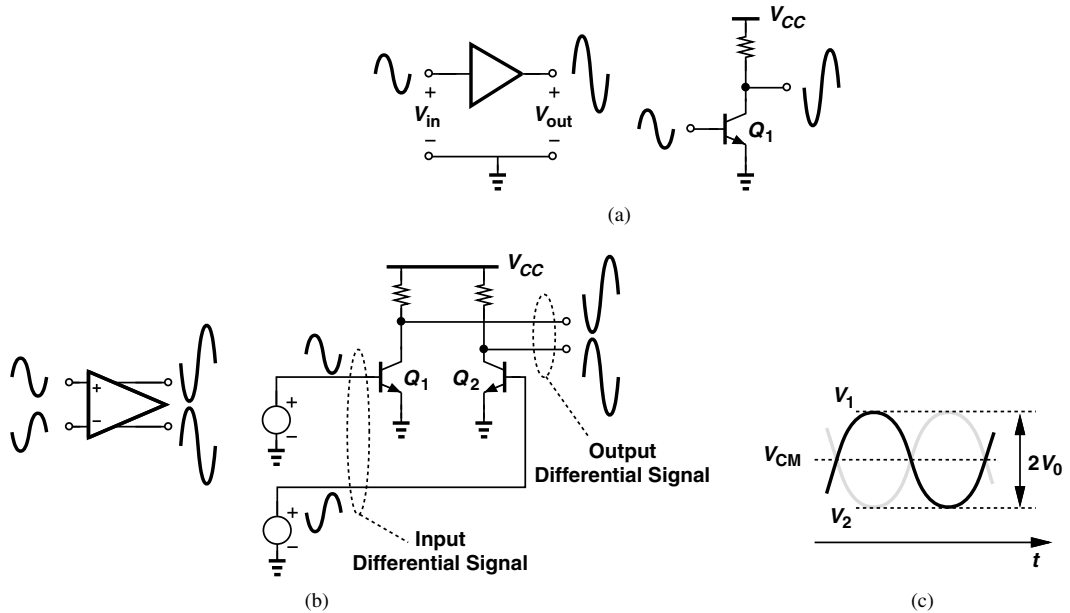 V_CC
V_in
+
−
V_out
+
−
Q_1
(a)
V_CC
+
−
Q_1
Q_2
+
−
Output
Differential Signal
+
−
Input
Differential Signal
(b)
V_1
V_CM
2V_0
V_2
t
(c)